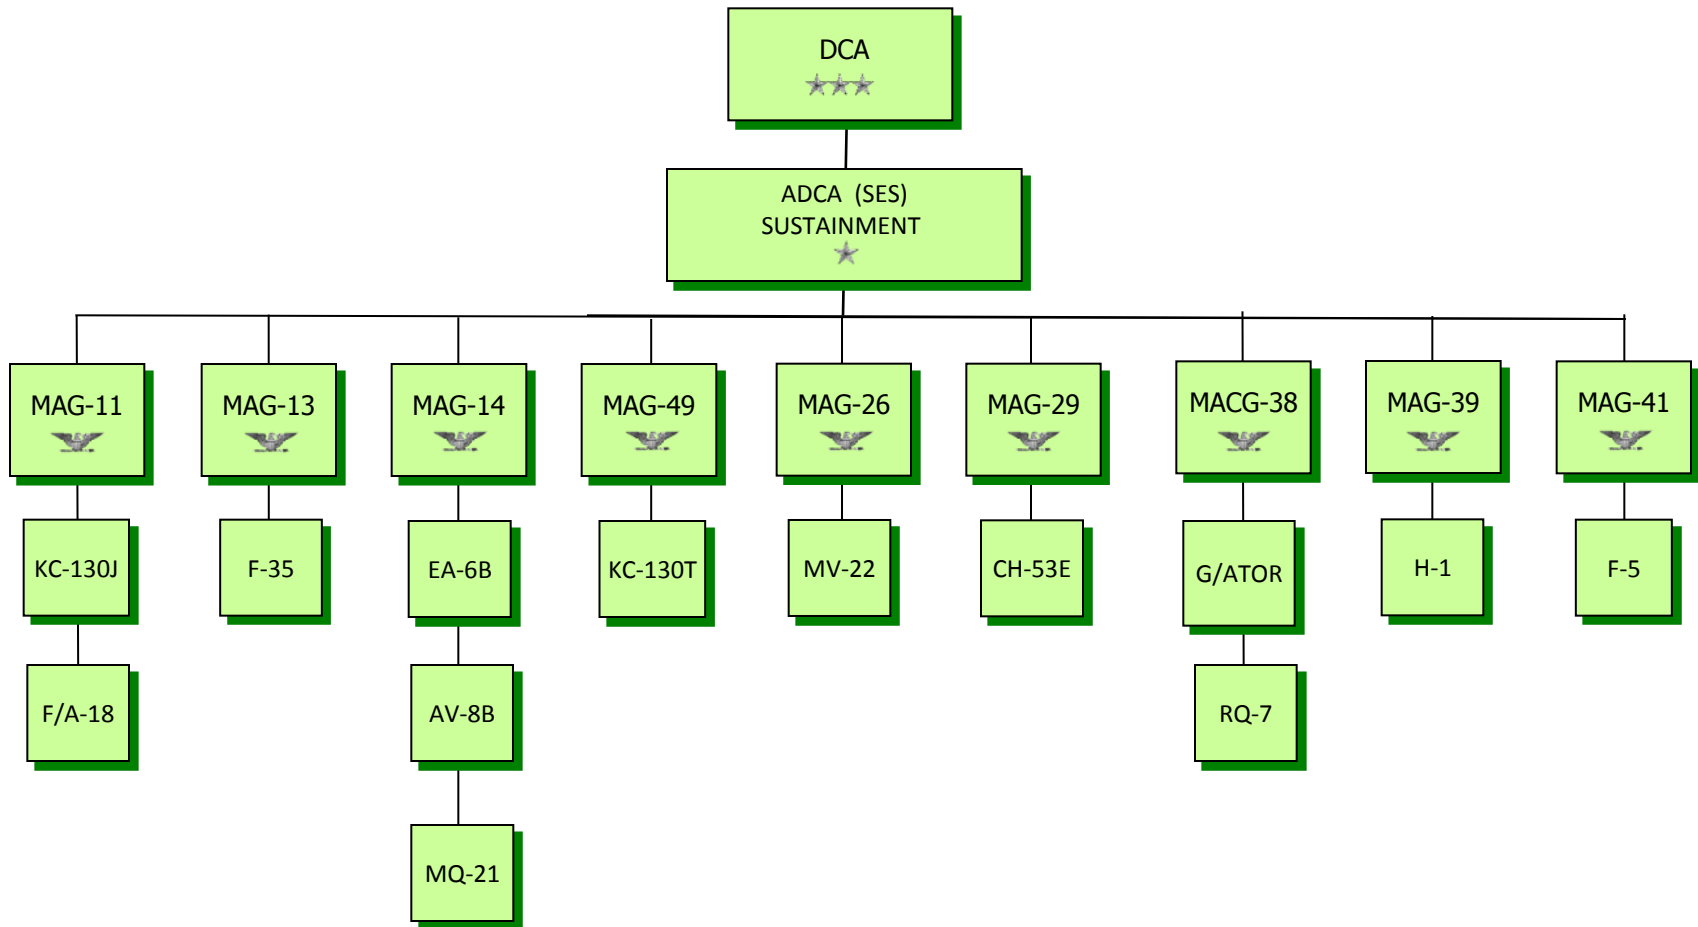 DCA
ADCA (SES)
SUSTAINMENT
MAG-11
MAG-13
MAG-14
MAG-49
MAG-26
MAG-29
MACG-38
MAG-39
MAG-41
KC-130J
F-35
EA-6B
KC-130T
MV-22
CH-53E
G/ATOR
H-1
F-5
F/A-18
AV-8B
RQ-7
MQ-21